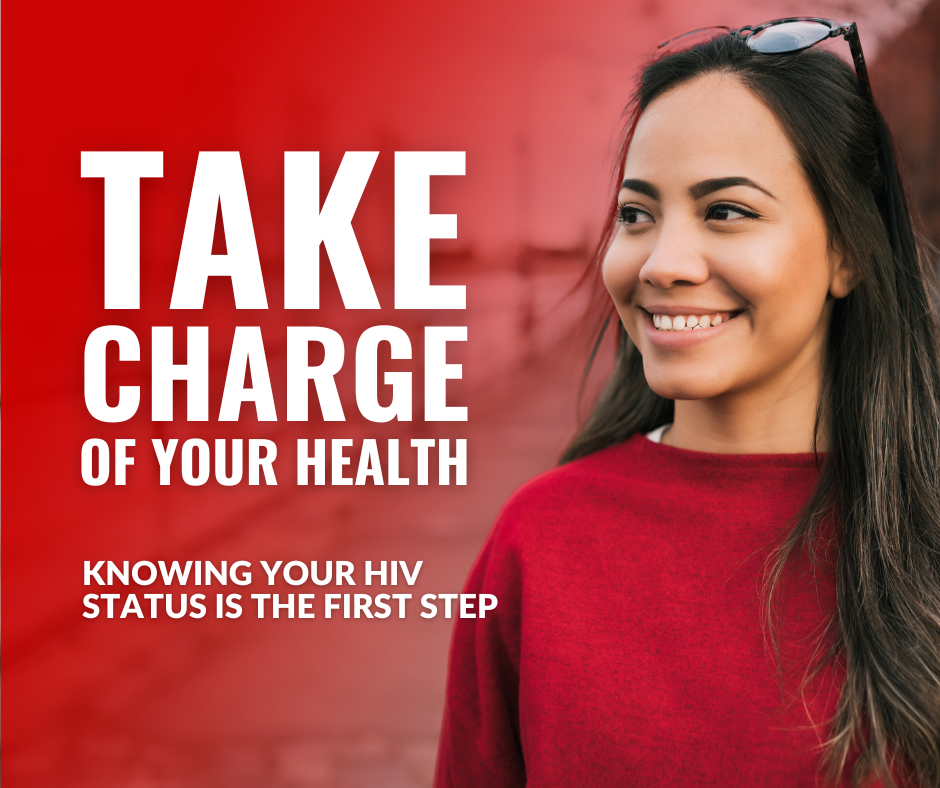 TAKE
CHARGE
OF YOUR HEALTH
KNOWING YOUR HIV
STATUS IS THE FIRST STEP